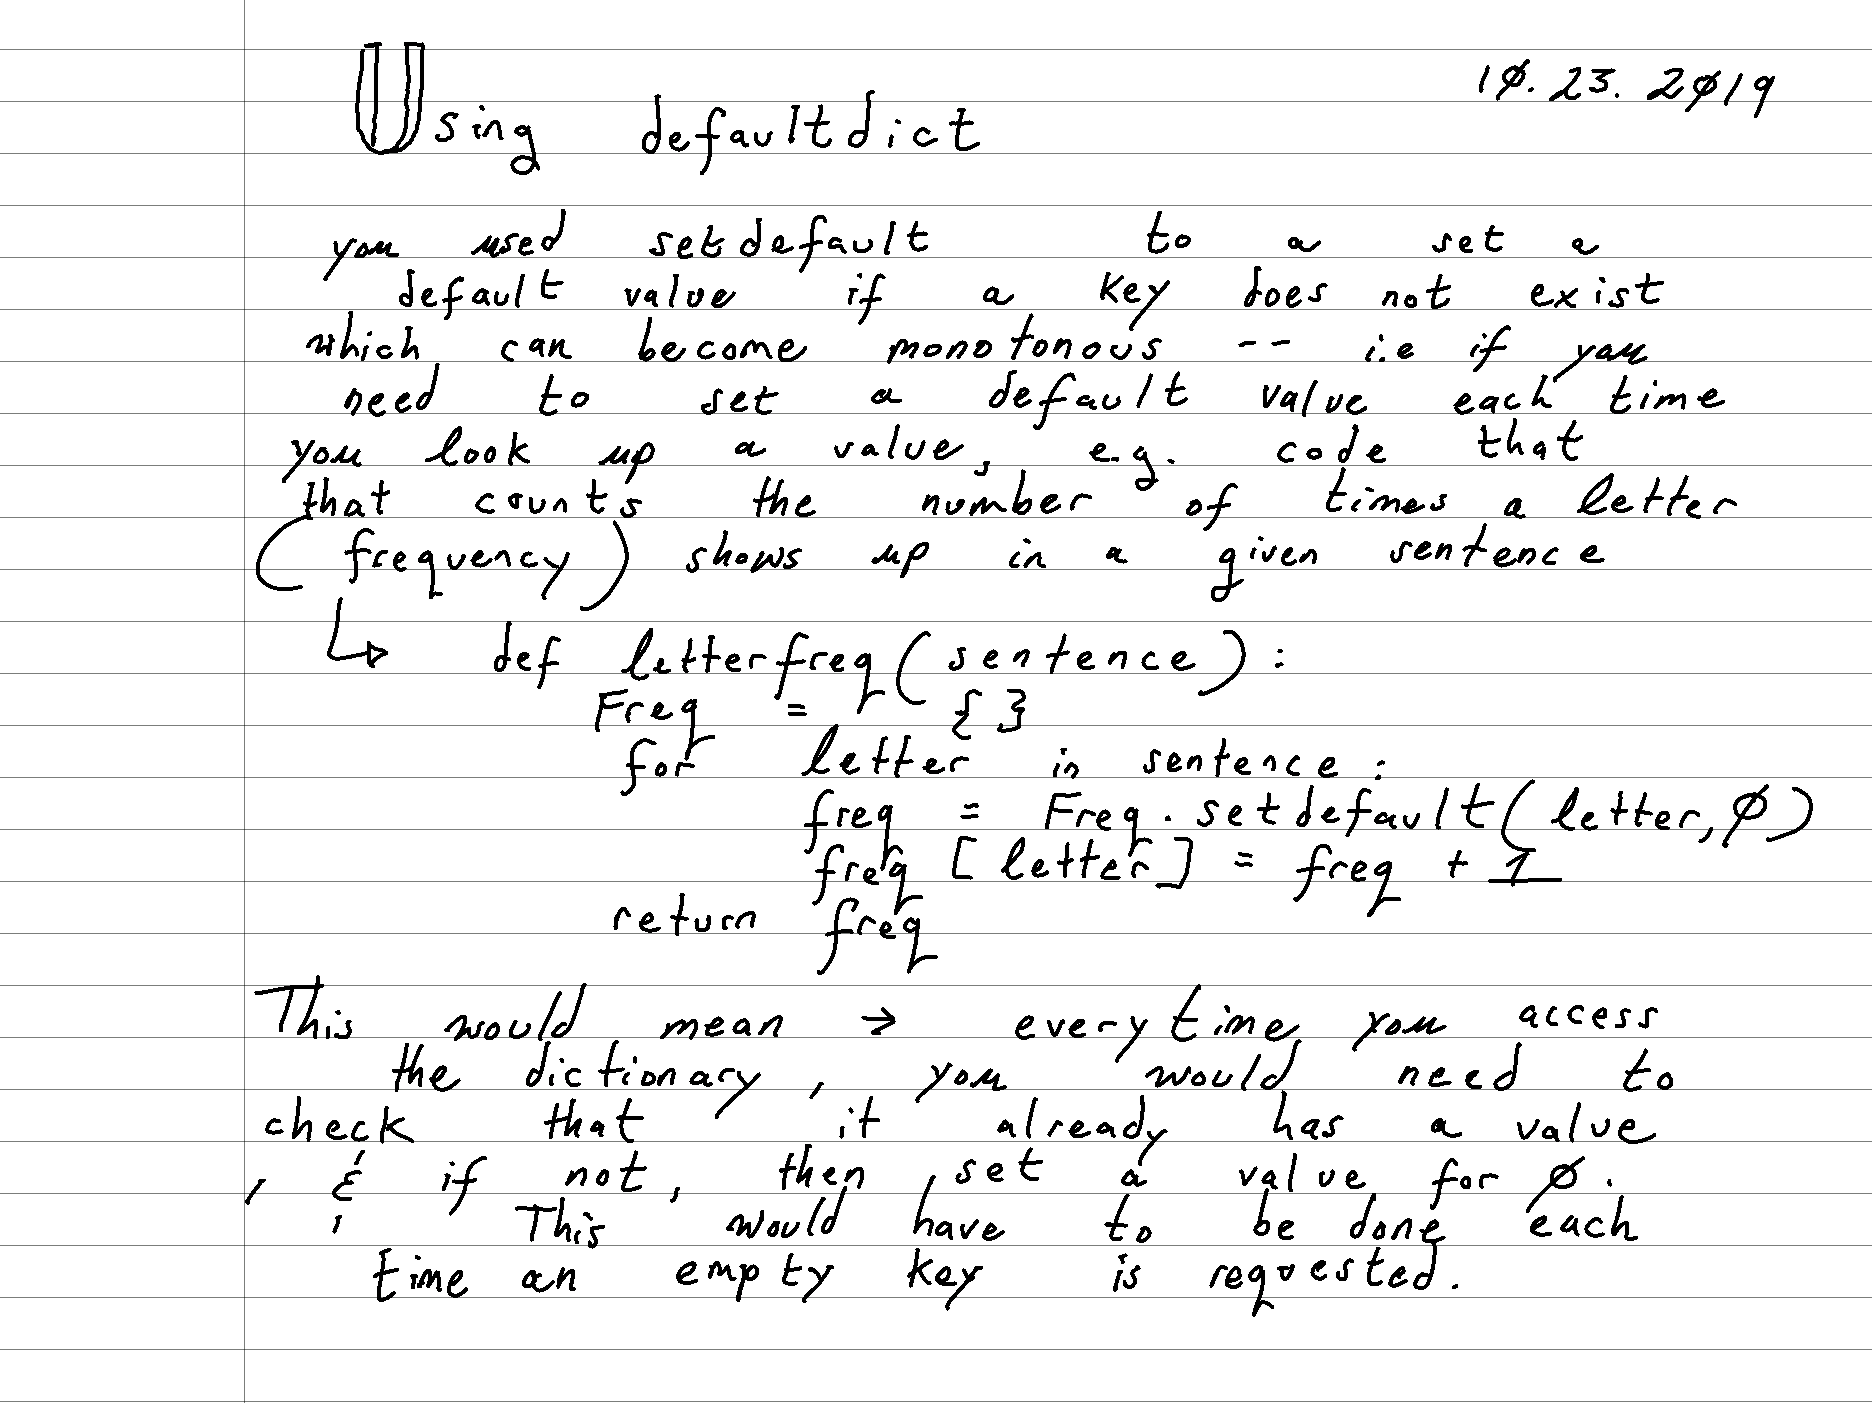 10.23.2019
Using defaultdict
you used setdefault to a set a
default value if a key does not exist
which can become monotonous -- i.e if you
need to set a default value each time
you look up a value, e.g. code that
that counts the number of times a letter
(frequency) shows up in a given sentence
↳ def letterfreq(sentence):
Freq = {}
for letter in sentence:
freq = Freq.setdefault(letter,0)
freq [letter] = freq + 1
return freq
This would mean → everytime you access
the dictionary, you would need to
check that it already has a value
, & if not, then, set a value for 0.
This would have to be done each
time an empty key is requested.